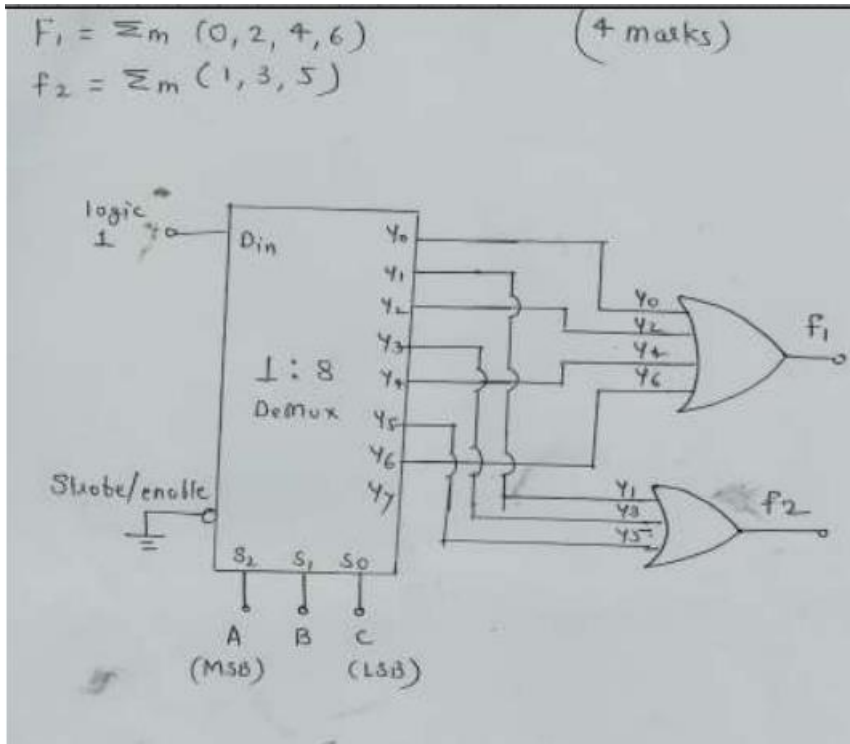 F₁ = Σm (0, 2, 4, 6) (4 marks)
f₂ = Σm (1, 3, 5)
logic
1
Din
Y₀
Y₁
Y₂
Y₃
Y₄
Y₅
Y₆
Y₇
1 : 8
DeMux
Strobe/enable
S₂ S₁ S₀
A B C
(MSB) (LSB)
Y₀
Y₂
Y₄
Y₆
f₁
Y₁
Y₃
Y₅
f₂